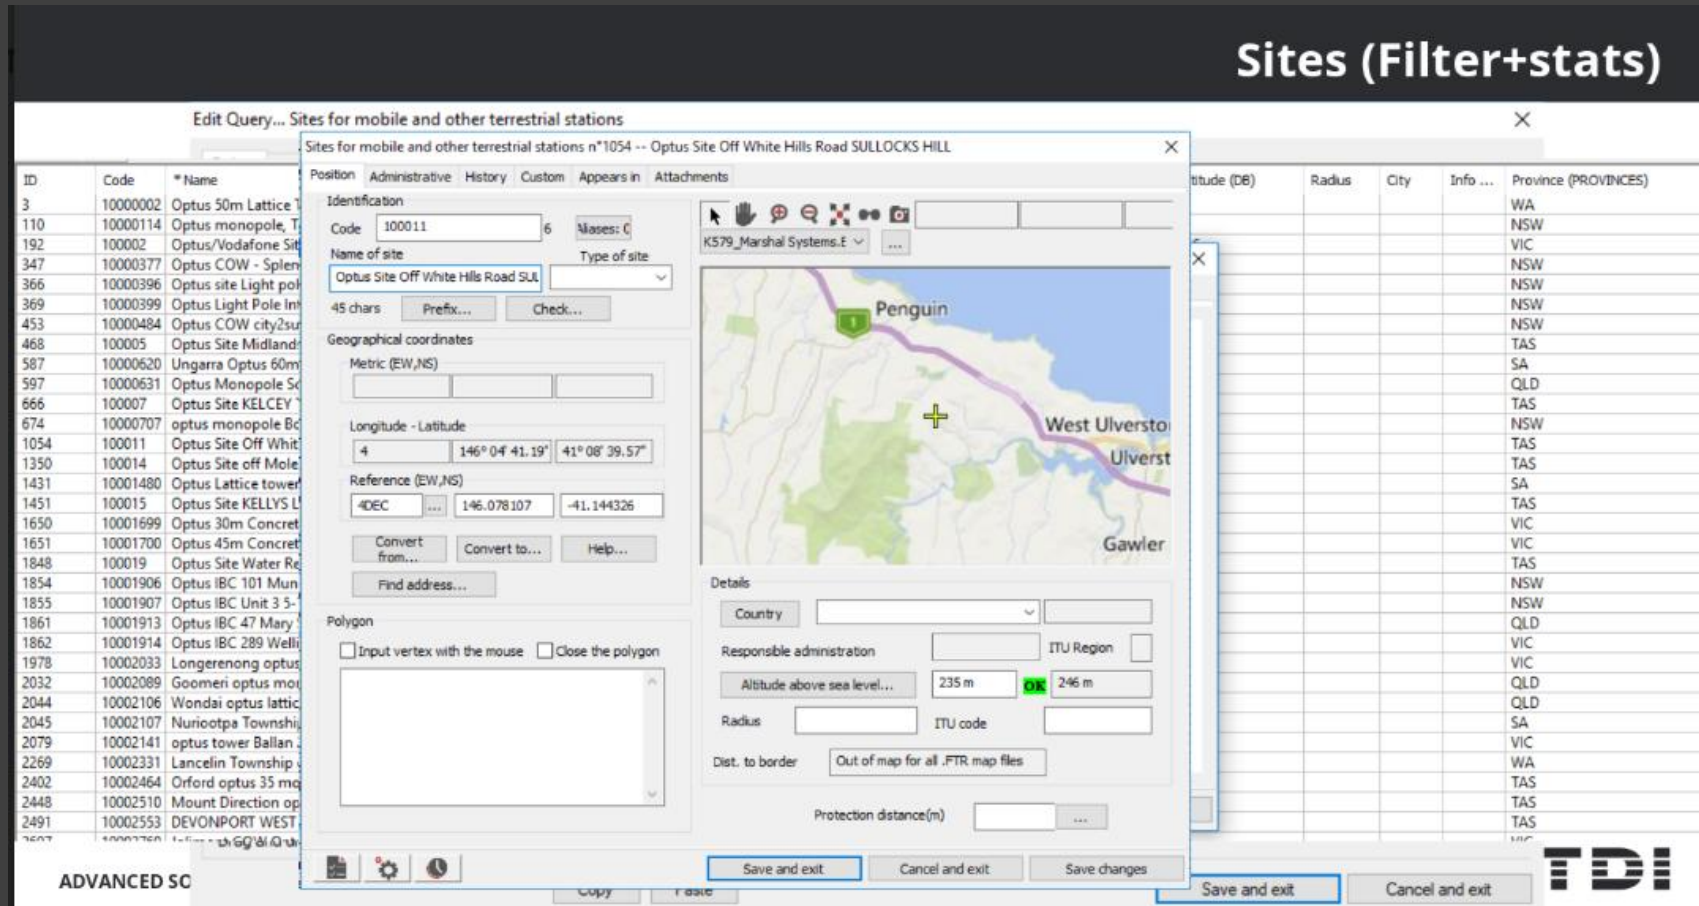 Sites (Filter+stats)
Edit Query... Sites for mobile and other terrestrial stations
Sites for mobile and other terrestrial stations n°1054 -- Optus Site Off White Hills Road SULLOCKS HILL
Position Administrative History Custom Appears in Attachments
Identification
Code 100011 6 Aliases: 0
Name of site Type of site
Optus Site Off White Hills Road SUL
45 chars Prefix... Check...
Geographical coordinates
Metric (EW,NS)
Longitude - Latitude
4 146° 04' 41.19" 41° 08' 39.57"
Reference (EW,NS)
4DEC ... 146.078107 -41.144326
Convert from... Convert to... Help...
Find address...
Polygon
Input vertex with the mouse Close the polygon
K579_Marshal Systems.E ...
1 Penguin
West Ulversto
Ulverst
Gawler
Details
Country
Responsible administration ITU Region
Altitude above sea level... 235 m OK 246 m
Radius ITU code
Dist. to border Out of map for all .FTR map files
Protection distance(m) ...
Save and exit Cancel and exit Save changes
ID Code *Name titude (DB) Radius City Info ... Province (PROVINCES)
3 10000002 Optus 50m Lattice T WA
110 10000114 Optus monopole, T NSW
192 100002 Optus/Vodafone Sit VIC
347 10000377 Optus COW - Splen NSW
366 10000396 Optus site Light pol NSW
369 10000399 Optus Light Pole Int NSW
453 10000484 Optus COW city2su NSW
468 100005 Optus Site Midland TAS
587 10000620 Ungarra Optus 60m SA
597 10000631 Optus Monopole Sc QLD
666 100007 Optus Site KELCEY TAS
674 10000707 optus monopole Bc NSW
1054 100011 Optus Site Off Whit TAS
1350 100014 Optus Site off Mole TAS
1431 10001480 Optus Lattice tower SA
1451 100015 Optus Site KELLYS L TAS
1650 10001699 Optus 30m Concret VIC
1651 10001700 Optus 45m Concret VIC
1848 100019 Optus Site Water Re TAS
1854 10001906 Optus IBC 101 Mun NSW
1855 10001907 Optus IBC Unit 3 5- NSW
1861 10001913 Optus IBC 47 Mary QLD
1862 10001914 Optus IBC 289 Welli VIC
1978 10002033 Longerenong optus VIC
2032 10002089 Goomeri optus mo QLD
2044 10002106 Wondai optus lattic QLD
2045 10002107 Nuriootpa Townshi SA
2079 10002141 optus tower Ballan VIC
2269 10002331 Lancelin Township WA
2402 10002464 Orford optus 35 mo TAS
2448 10002510 Mount Direction op TAS
2491 10002553 DEVONPORT WEST TAS
Copy Paste
Save and exit Cancel and exit
ADVANCED SO
TDI